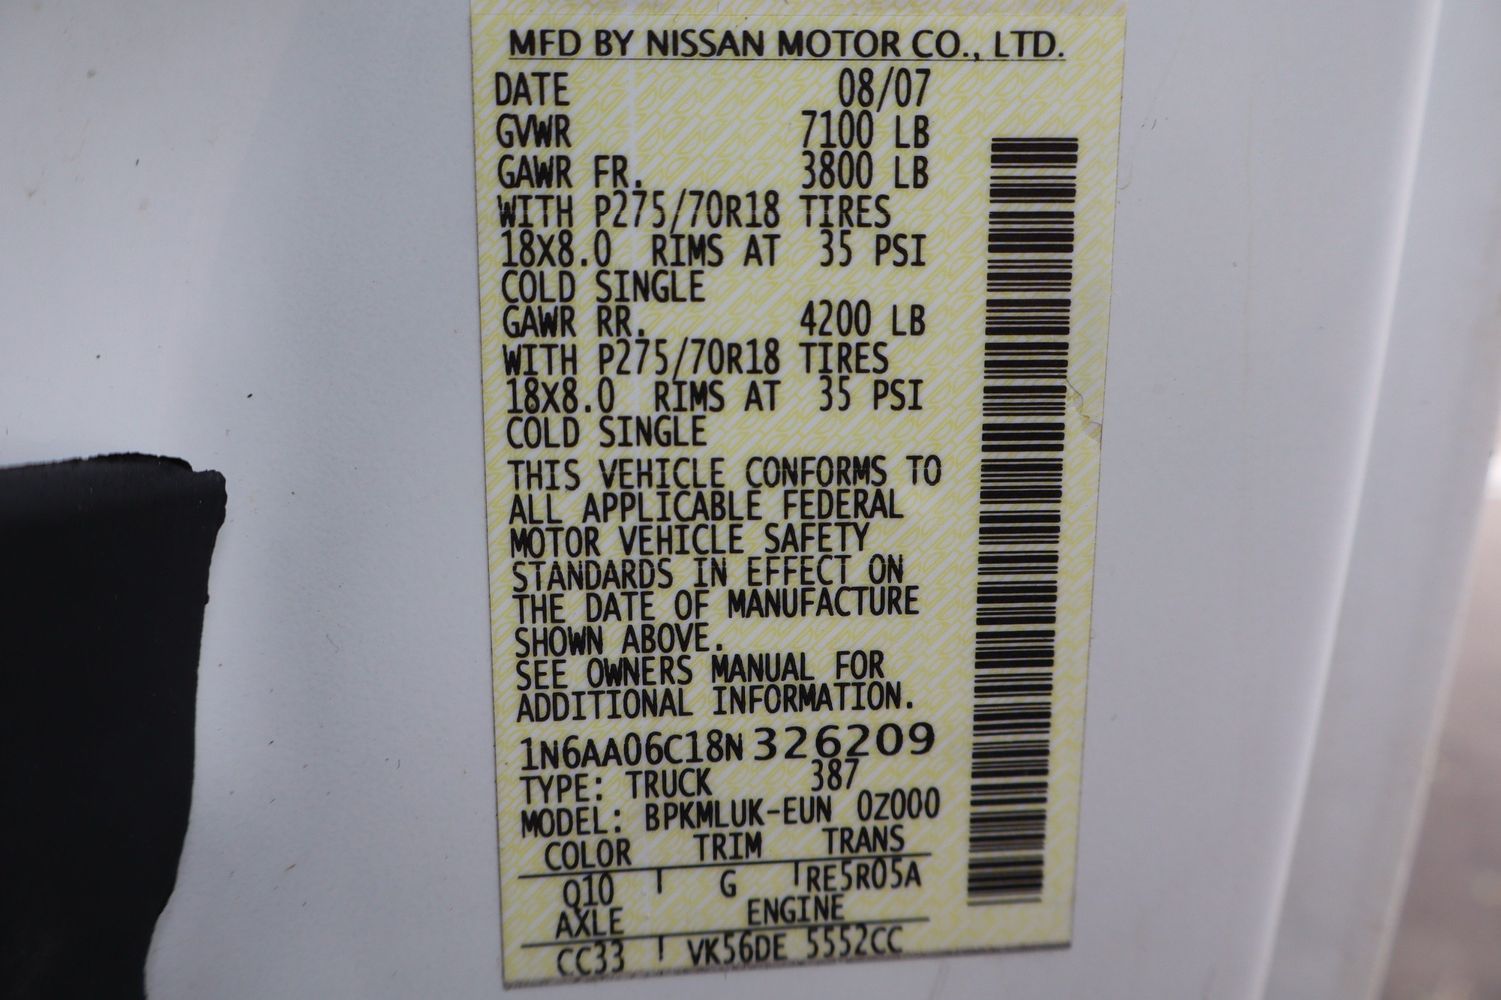 MFD BY NISSAN MOTOR CO., LTD.
DATE 08/07
GVWR 7100 LB
GAWR FR. 3800 LB
WITH P275/70R18 TIRES
18X8.0 RIMS AT 35 PSI
COLD SINGLE
GAWR RR. 4200 LB
WITH P275/70R18 TIRES
18X8.0 RIMS AT 35 PSI
COLD SINGLE
THIS VEHICLE CONFORMS TO
ALL APPLICABLE FEDERAL
MOTOR VEHICLE SAFETY
STANDARDS IN EFFECT ON
THE DATE OF MANUFACTURE
SHOWN ABOVE.
SEE OWNERS MANUAL FOR
ADDITIONAL INFORMATION.
1N6AA06C18N326209
TYPE: TRUCK 387
MODEL: BPKMLUK-EUN 0Z000
COLOR TRIM TRANS
Q10 G RE5R05A
AXLE ENGINE
CC33 VK56DE 5552CC